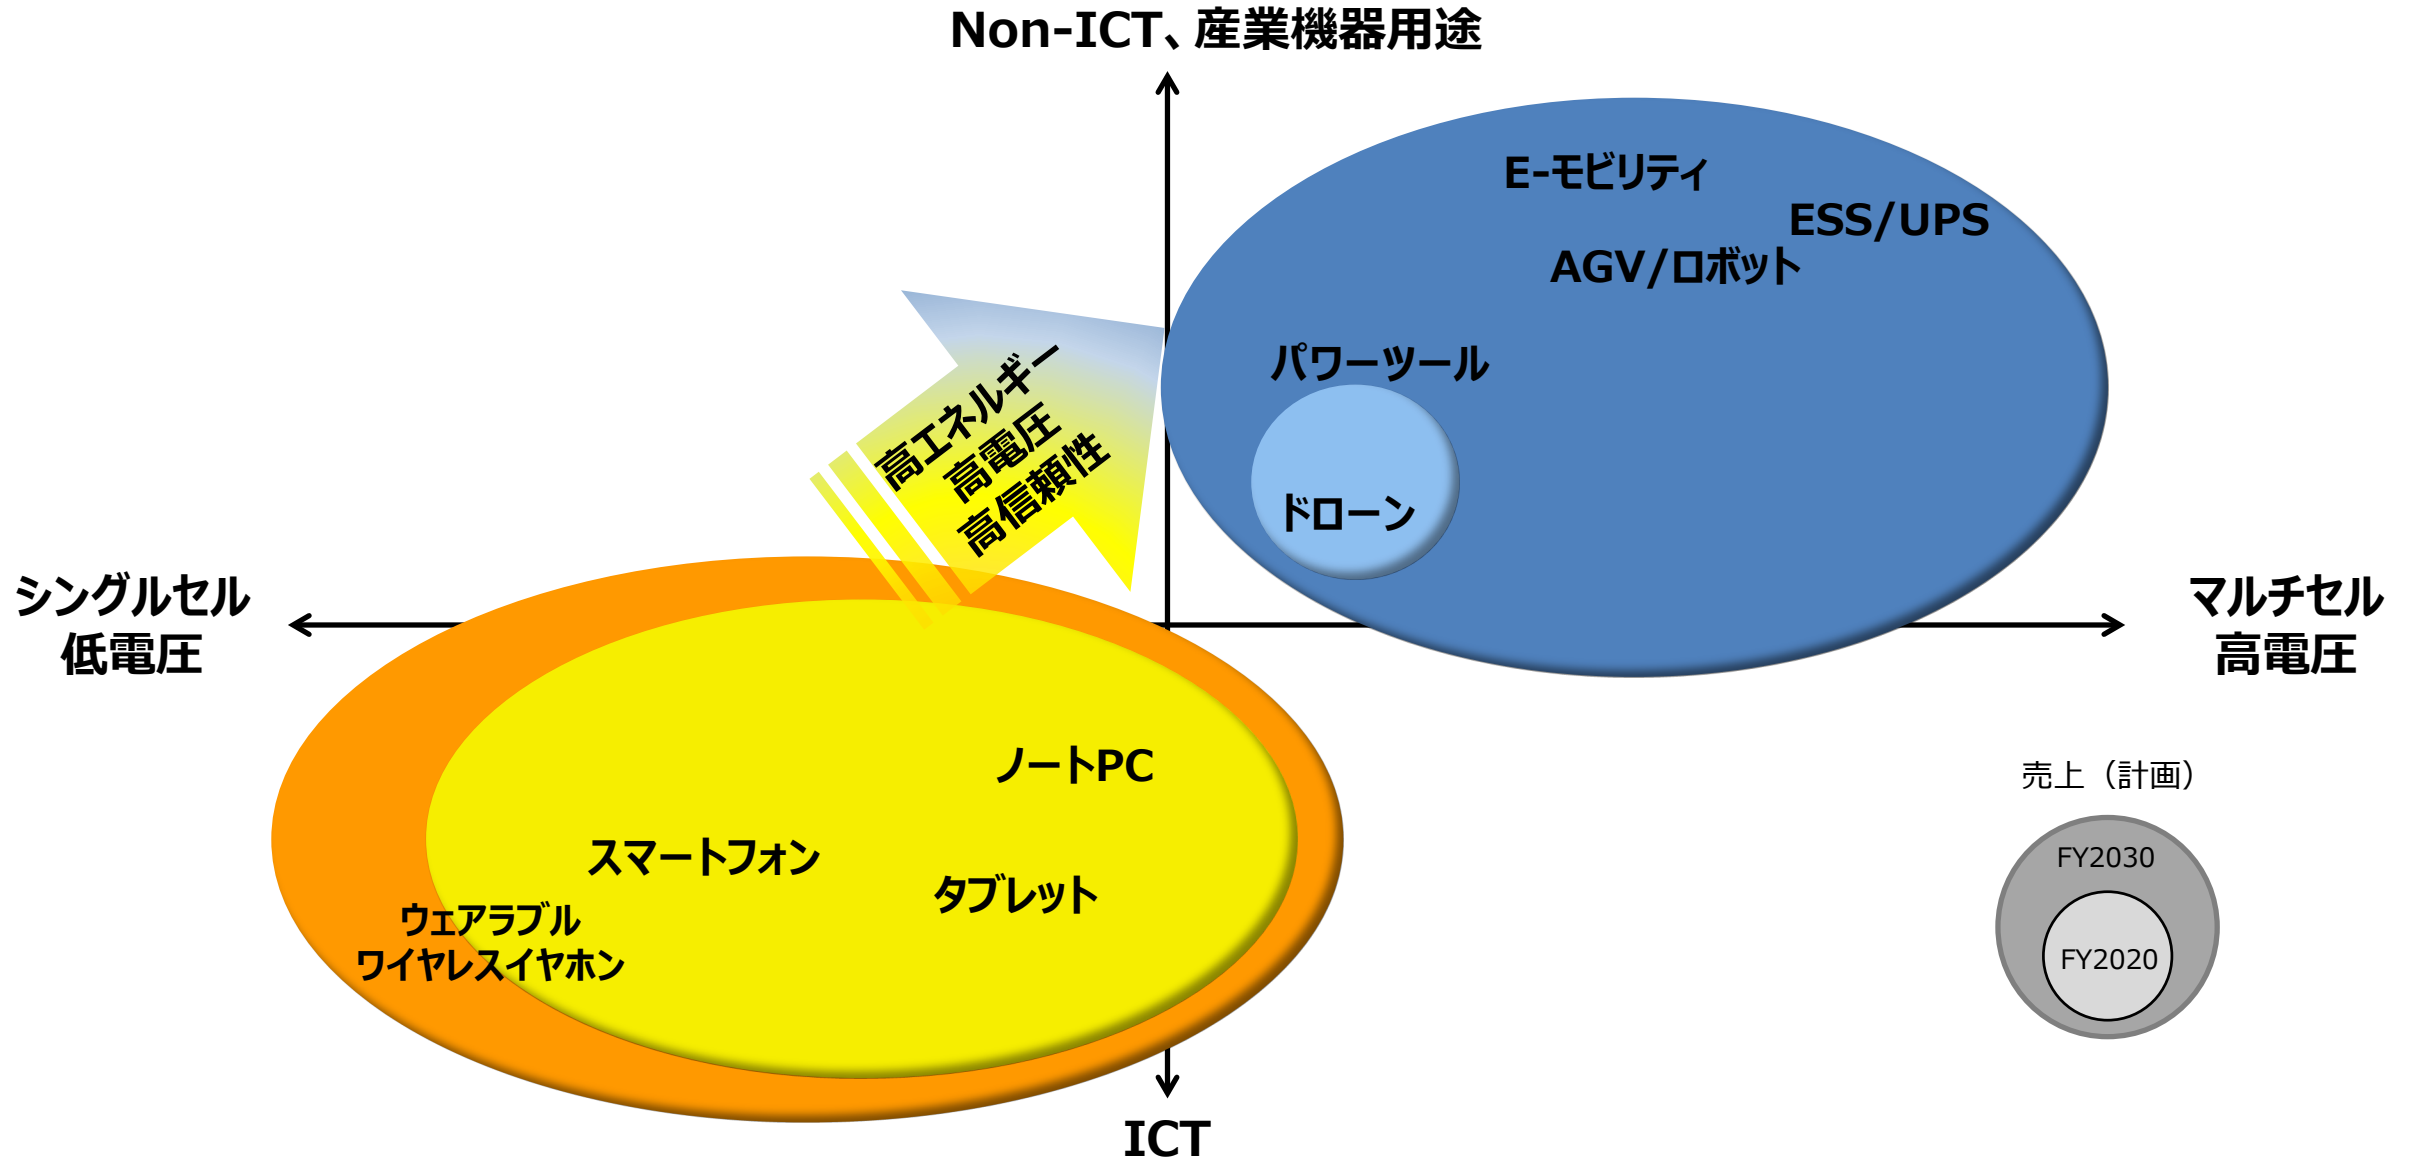 Non-ICT、産業機器用途
E-モビリティ
ESS/UPS
AGV/ロボット
パワーツール
ドローン
高エネルギー
高電圧
高信頼性
シングルセル
低電圧
マルチセル
高電圧
ノートPC
スマートフォン
タブレット
ウェアラブル
ワイヤレスイヤホン
売上（計画）
FY2030
FY2020
ICT